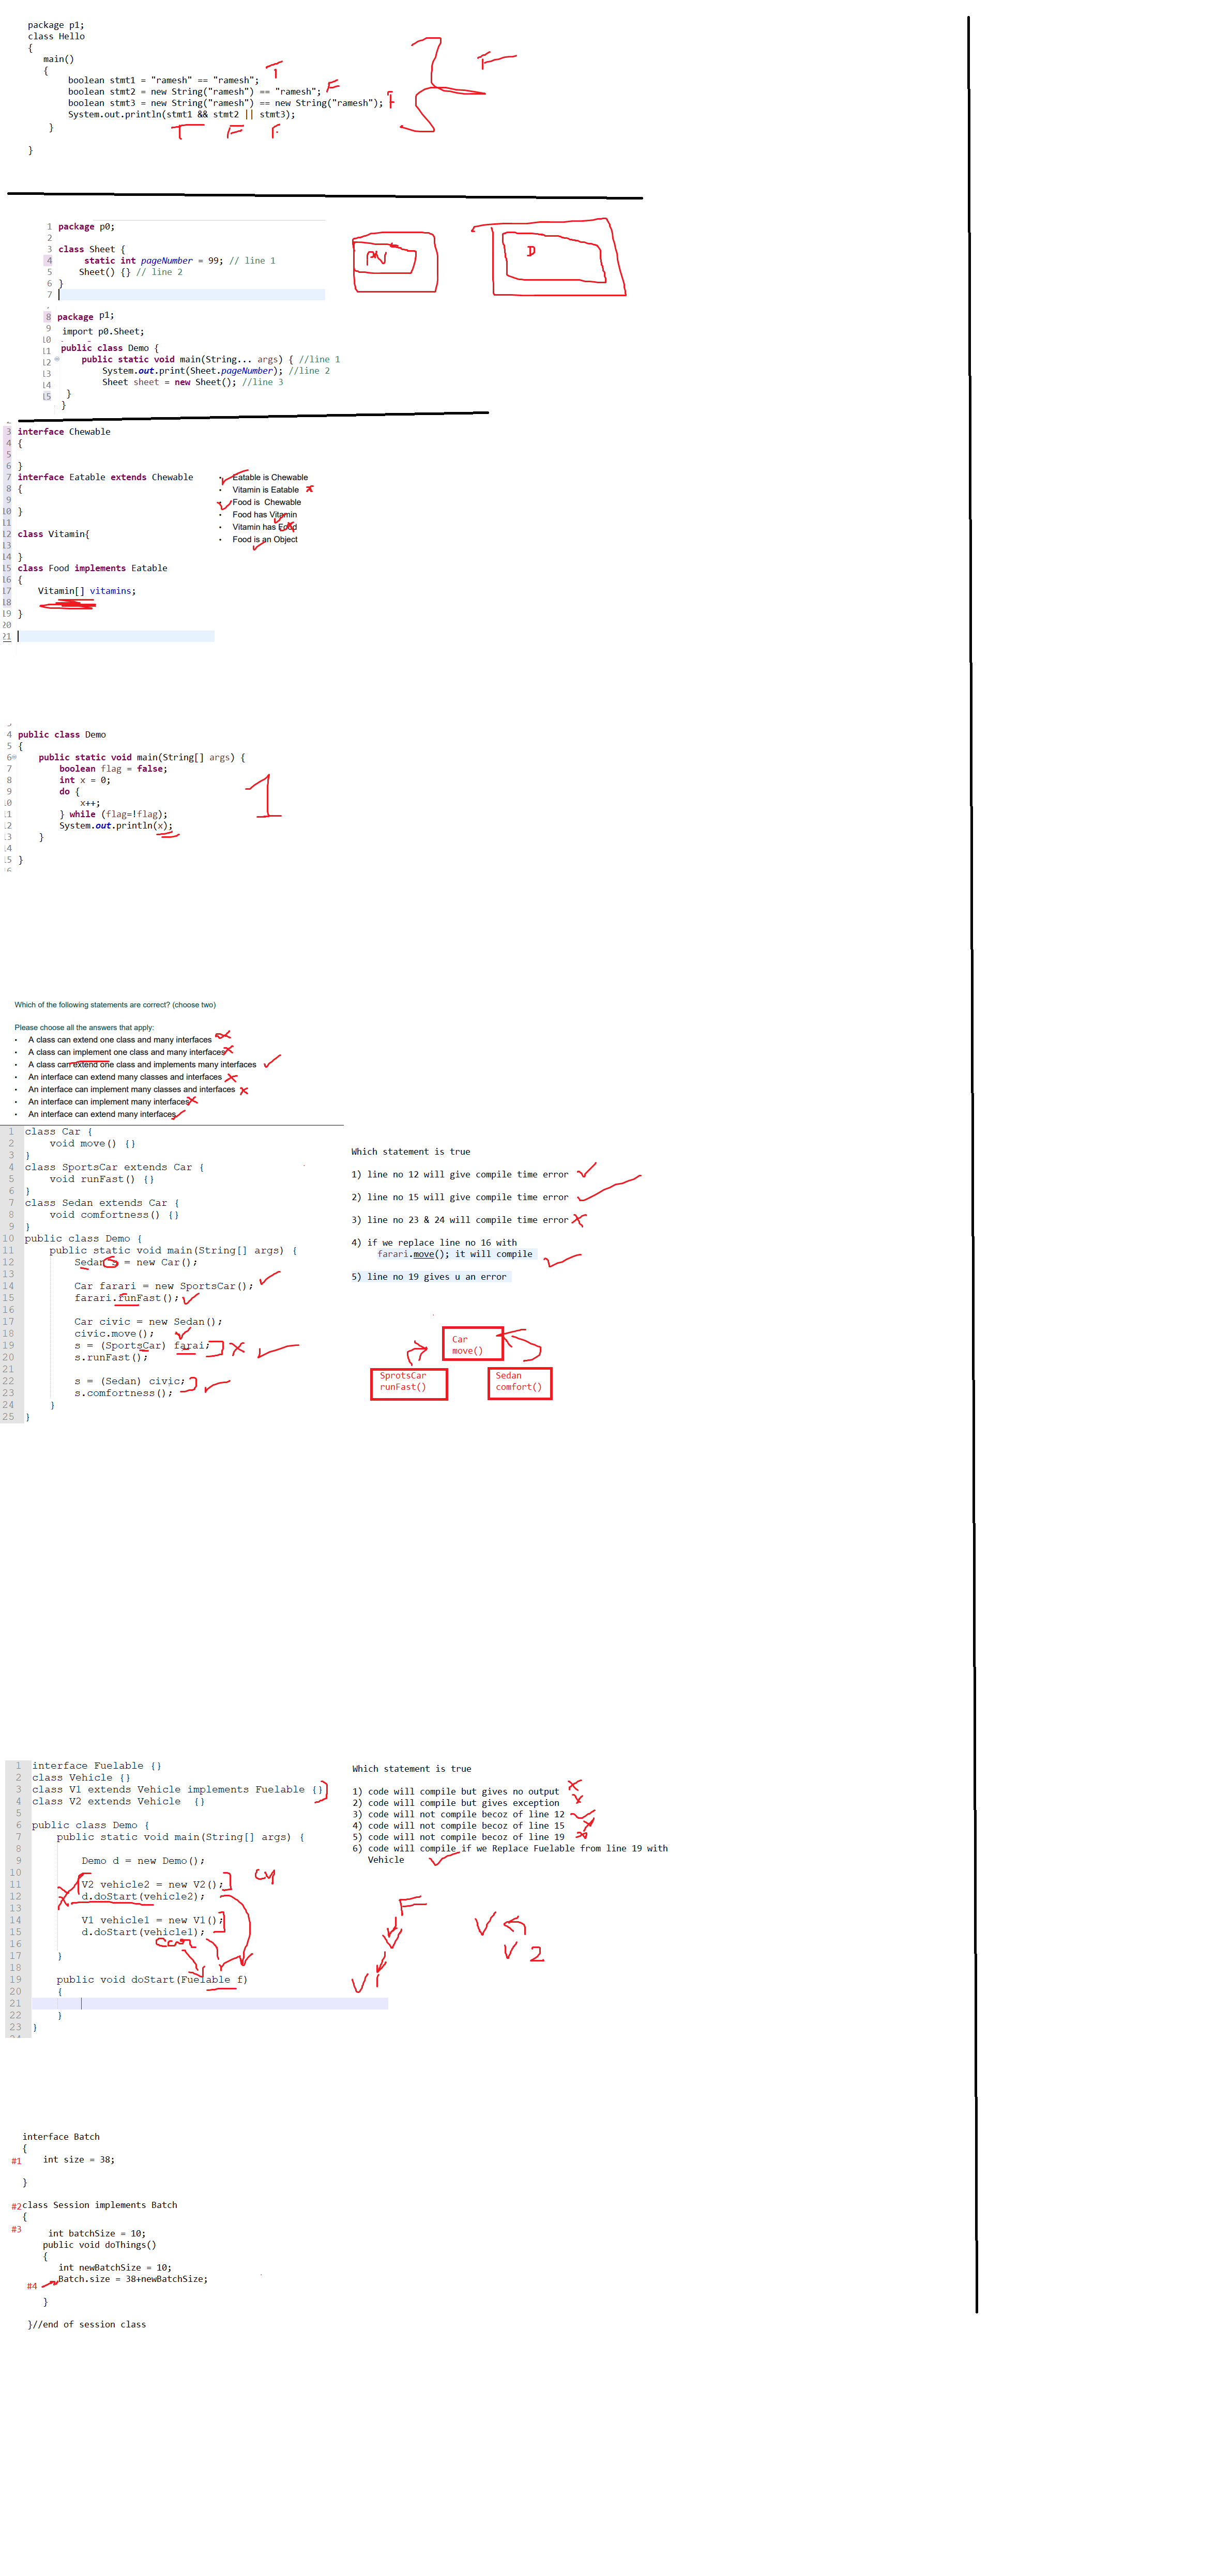 package p1;
class Hello
{
main()
{
boolean stmt1 = "ramesh" == "ramesh"; T
boolean stmt2 = new String("ramesh") == "ramesh"; F
boolean stmt3 = new String("ramesh") == new String("ramesh"); F
System.out.println(stmt1 && stmt2 || stmt3);
T F F
}
}
1 package p0;
2
3 class Sheet {
4 static int pageNumber = 99; // line 1
5 Sheet() {} // line 2
6 }
7
PN
D
8 package p1;
9 import p0.Sheet;
10
11 public class Demo {
12 public static void main(String... args) { //line 1
13 System.out.print(Sheet.pageNumber); //line 2
14 Sheet sheet = new Sheet(); //line 3
15 }
}
3 interface Chewable
4 {
5
6 }
7 interface Eatable extends Chewable
8 {
9
10 }
11
12 class Vitamin{
13
14 }
15 class Food implements Eatable
16 {
17 Vitamin[] vitamins;
18
19 }
20
21
• Eatable is Chewable
• Vitamin is Eatable
• Food is Chewable
• Food has Vitamin
• Vitamin has Food
• Food is an Object
4 public class Demo
5 {
6 public static void main(String[] args) {
7 boolean flag = false;
8 int x = 0;
9 do {
10 x++;
11 } while (flag=!flag);
12 System.out.println(x);
13 }
14
15 }
16
1
Which of the following statements are correct? (choose two)
Please choose all the answers that apply:
• A class can extend one class and many interfaces
• A class can implement one class and many interfaces
• A class can extend one class and implements many interfaces
• An interface can extend many classes and interfaces
• An interface can implement many classes and interfaces
• An interface can implement many interfaces
• An interface can extend many interfaces
1 class Car {
2 void move() {}
3 }
4 class SportsCar extends Car {
5 void runFast() {}
6 }
7 class Sedan extends Car {
8 void comfortness() {}
9 }
10 public class Demo {
11 public static void main(String[] args) {
12 Sedan s = new Car();
13
14 Car farari = new SportsCar();
15 farari.runFast();
16
17 Car civic = new Sedan();
18 civic.move();
19 s = (SportsCar) farai;
20 s.runFast();
21
22 s = (Sedan) civic;
23 s.comfortness();
24 }
25 }
Which statement is true
1) line no 12 will give compile time error
2) line no 15 will give compile time error
3) line no 23 & 24 will compile time error
4) if we replace line no 16 with
farari.move(); it will compile
5) line no 19 gives u an error
Car
move()
SprotsCar
runFast()
Sedan
comfort()
1 interface Fuelable {}
2 class Vehicle {}
3 class V1 extends Vehicle implements Fuelable {}
4 class V2 extends Vehicle {}
5
6 public class Demo {
7 public static void main(String[] args) {
8
9 Demo d = new Demo();
10
11 V2 vehicle2 = new V2();
12 d.doStart(vehicle2);
13
14 V1 vehicle1 = new V1();
15 d.doStart(vehicle1);
16
17 }
18
19 public void doStart(Fuelable f)
20 {
21
22 }
23 }
Which statement is true
1) code will compile but gives no output
2) code will compile but gives exception
3) code will not compile becoz of line 12
4) code will not compile becoz of line 15
5) code will not compile becoz of line 19
6) code will compile if we Replace Fuelable from line 19 with
Vehicle
F
V
V1
V
V2
interface Batch
{
#1 int size = 38;
}
#2 class Session implements Batch
{
#3
int batchSize = 10;
public void doThings()
{
int newBatchSize = 10;
Batch.size = 38+newBatchSize;
#4
}
}//end of session class